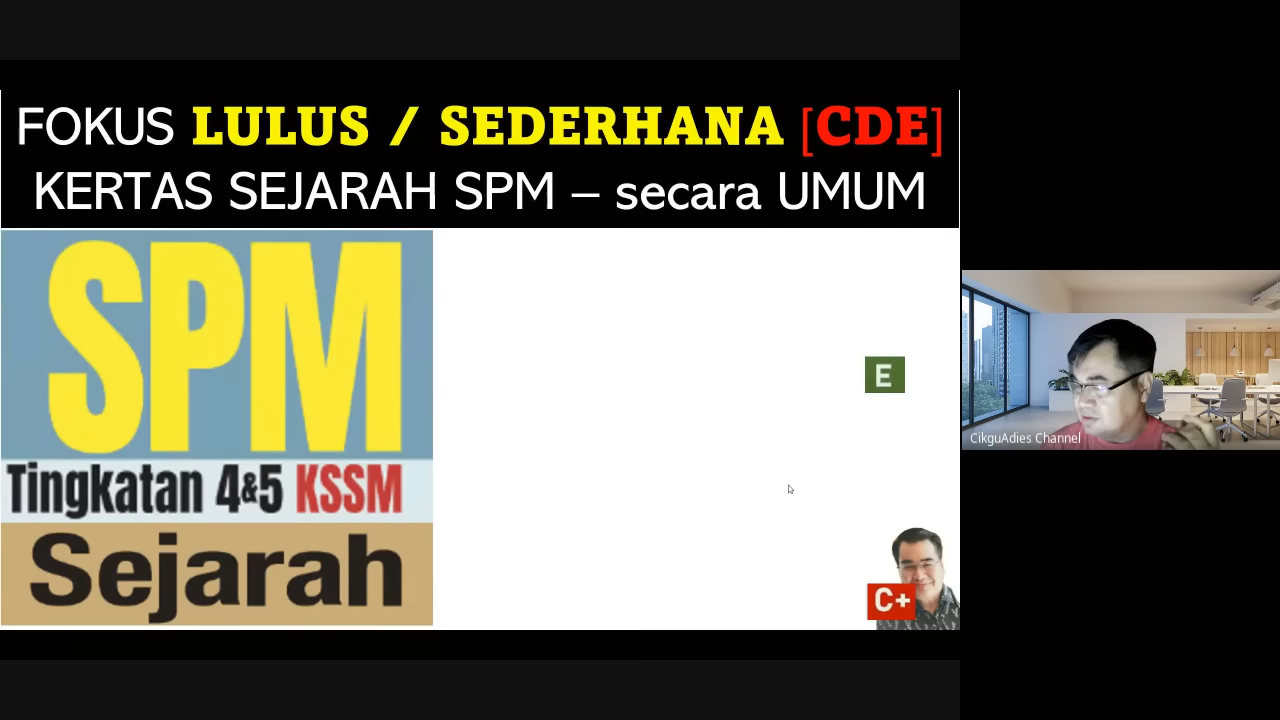 FOKUS LULUS / SEDERHANA [CDE]
KERTAS SEJARAH SPM – secara UMUM
SPM
Tingkatan 4&5 KSSM
Sejarah
E
C+
CikguAdies Channel